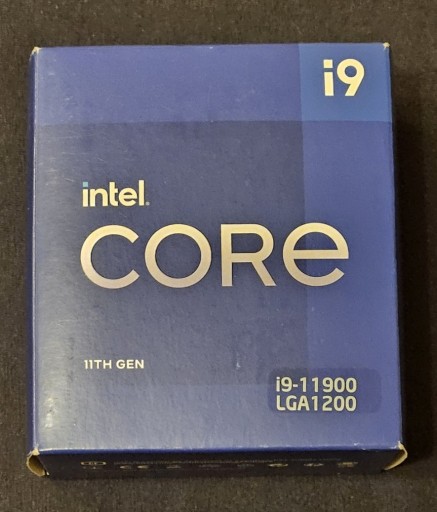 i9
intel.
CORE
11TH GEN
i9-11900
LGA1200